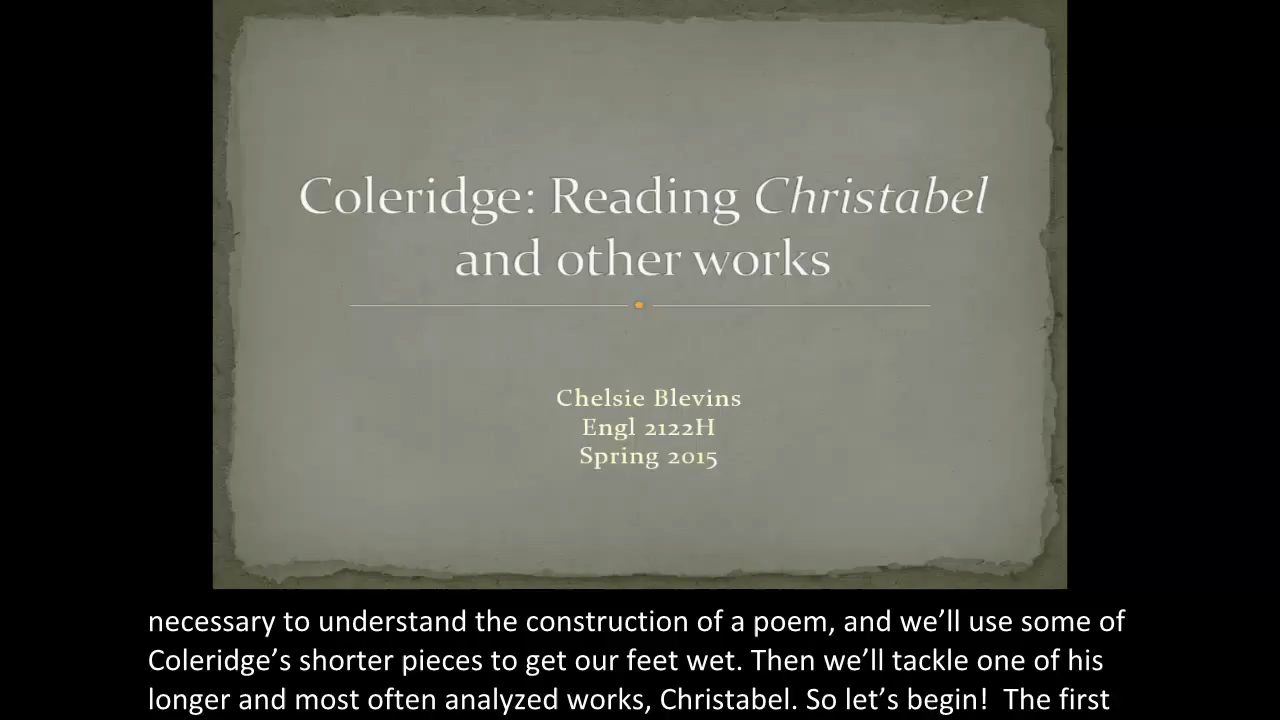 Coleridge: Reading Christabel
and other works
Chelsie Blevins
Engl 2122H
Spring 2015
necessary to understand the construction of a poem, and we’ll use some of
Coleridge’s shorter pieces to get our feet wet. Then we’ll tackle one of his
longer and most often analyzed works, Christabel. So let’s begin!  The first